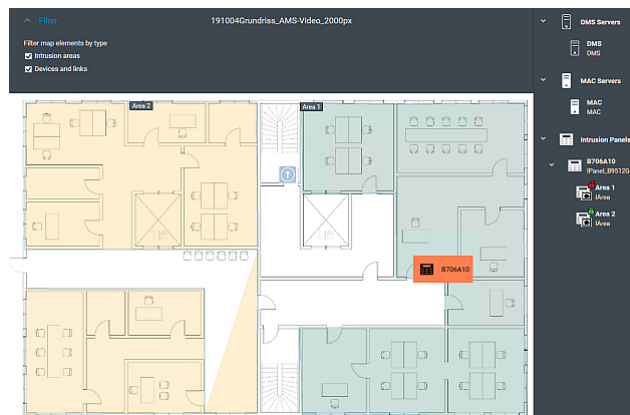 Filter
191004Grundriss_AMS-Video_2000px
Filter map elements by type
Intrusion areas
Devices and links
Area 2
Area 1
B706A10
DMS Servers
DMS
DMS
MAC Servers
MAC
MAC
Intrusion Panels
B706A10
IPanel_B9512G
Area 1
IArea
Area 2
IArea